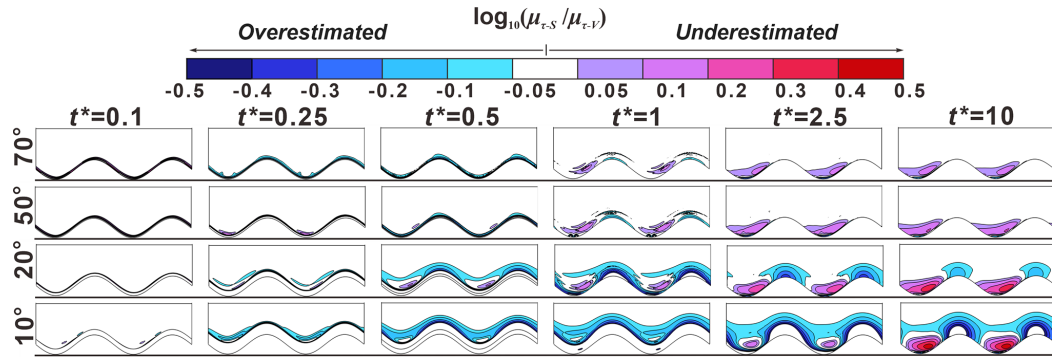 log₁₀(μτ-S /μτ-V)
Overestimated Underestimated
-0.5 -0.4 -0.3 -0.2 -0.1 -0.05 0.05 0.1 0.2 0.3 0.4 0.5
t*=0.1 t*=0.25 t*=0.5 t*=1 t*=2.5 t*=10
70°
50°
20°
10°